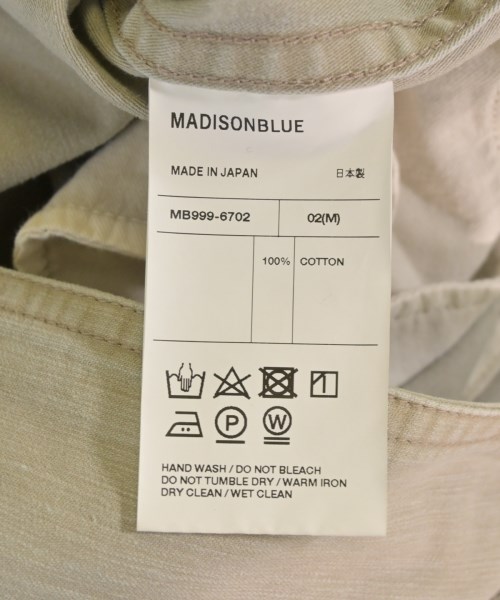 MADISONBLUE
MADE IN JAPAN 日本製
MB999-6702 02(M)
100% COTTON
P W
HAND WASH / DO NOT BLEACH
DO NOT TUMBLE DRY / WARM IRON
DRY CLEAN / WET CLEAN